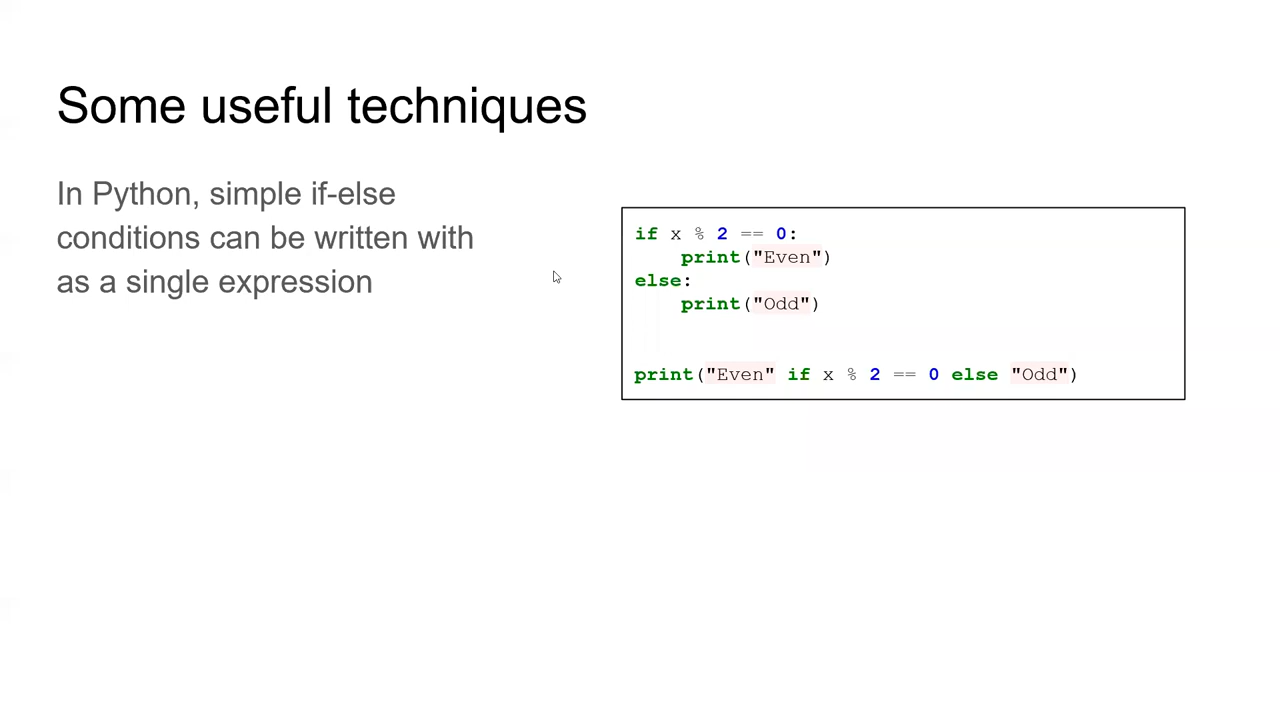 Some useful techniques
In Python, simple if-else
conditions can be written with
as a single expression
if x % 2 == 0:
    print("Even")
else:
    print("Odd")
print("Even" if x % 2 == 0 else "Odd")